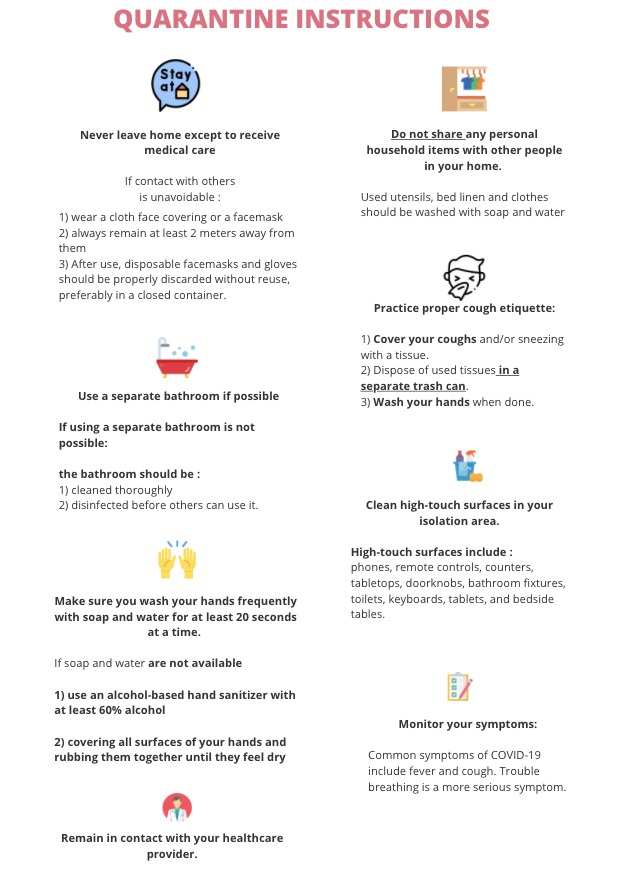 QUARANTINE INSTRUCTIONS
Stay
at
Never leave home except to receive
medical care
If contact with others
is unavoidable :
1) wear a cloth face covering or a facemask
2) always remain at least 2 meters away from
them
3) After use, disposable facemasks and gloves
should be properly discarded without reuse,
preferably in a closed container.
Use a separate bathroom if possible
If using a separate bathroom is not
possible:
the bathroom should be :
1) cleaned thoroughly
2) disinfected before others can use it.
Make sure you wash your hands frequently
with soap and water for at least 20 seconds
at a time.
If soap and water are not available
1) use an alcohol-based hand sanitizer with
at least 60% alcohol
2) covering all surfaces of your hands and
rubbing them together until they feel dry
Remain in contact with your healthcare
provider.
Do not share any personal
household items with other people
in your home.
Used utensils, bed linen and clothes
should be washed with soap and water
Practice proper cough etiquette:
1) Cover your coughs and/or sneezing
with a tissue.
2) Dispose of used tissues in a
separate trash can.
3) Wash your hands when done.
Clean high-touch surfaces in your
isolation area.
High-touch surfaces include :
phones, remote controls, counters,
tabletops, doorknobs, bathroom fixtures,
toilets, keyboards, tablets, and bedside
tables.
Monitor your symptoms:
Common symptoms of COVID-19
include fever and cough. Trouble
breathing is a more serious symptom.